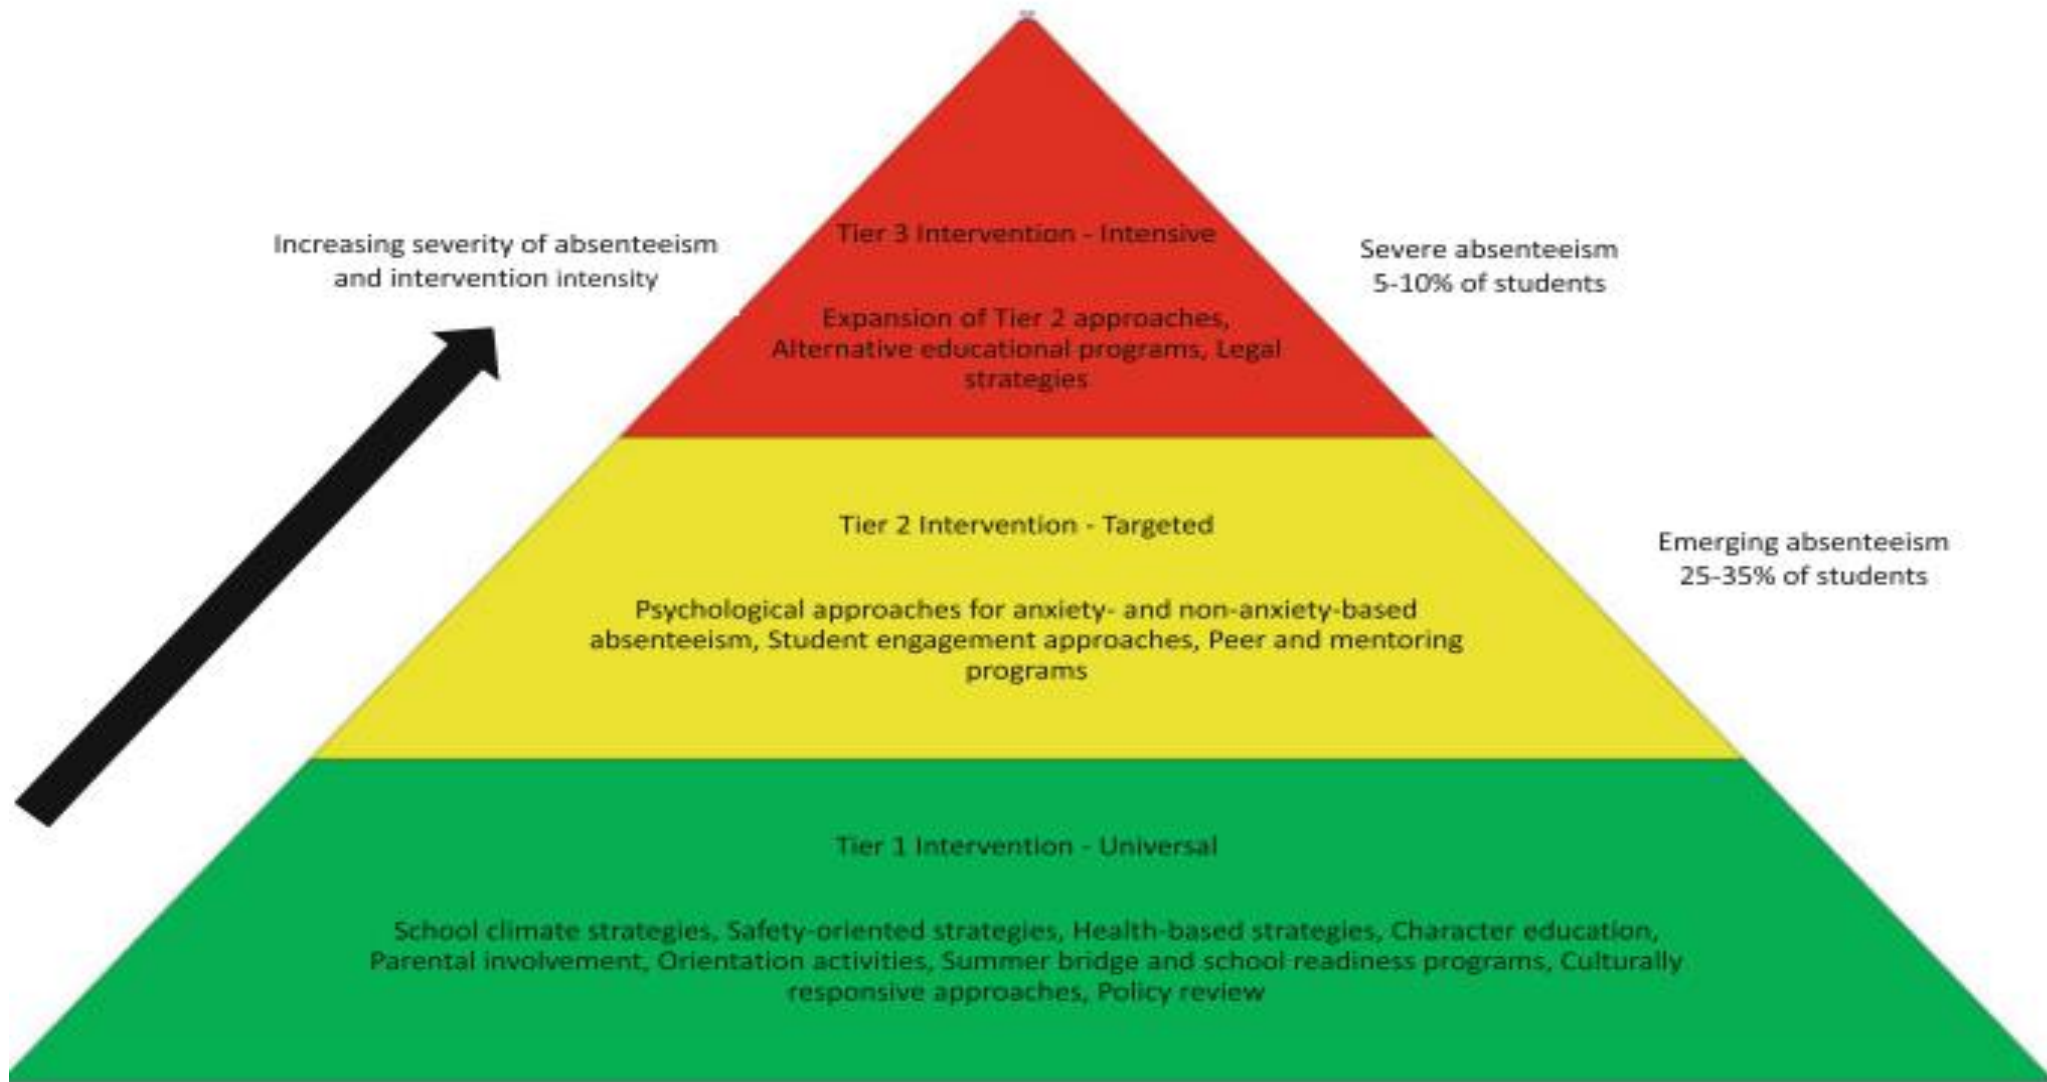 Increasing severity of absenteeism
and intervention intensity
Tier 3 Intervention - Intensive
Expansion of Tier 2 approaches,
Alternative educational programs, Legal
strategies
Severe absenteeism
5-10% of students
Tier 2 Intervention - Targeted
Psychological approaches for anxiety- and non-anxiety-based
absenteeism, Student engagement approaches, Peer and mentoring
programs
Emerging absenteeism
25-35% of students
Tier 1 Intervention - Universal
School climate strategies, Safety-oriented strategies, Health-based strategies, Character education,
Parental involvement, Orientation activities, Summer bridge and school readiness programs, Culturally
responsive approaches, Policy review